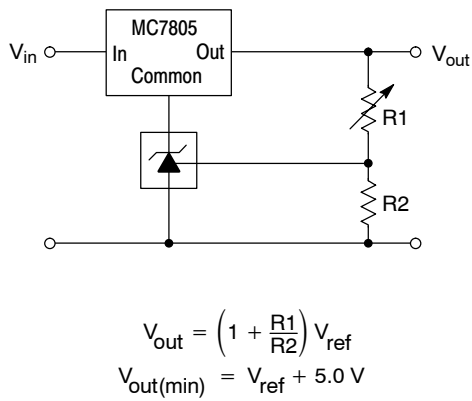 MC7805
V_in In Out V_out
Common
R1
R2
V_out = (1 + R1/R2) V_ref
V_out(min) = V_ref + 5.0 V